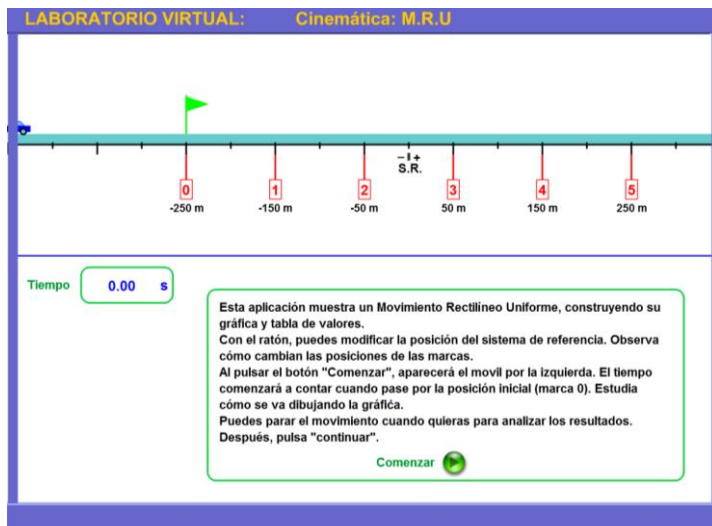 LABORATORIO VIRTUAL: Cinemática: M.R.U
- +
S.R.
0 1 2 3 4 5
-250 m -150 m -50 m 50 m 150 m 250 m
Tiempo 0.00 s
Esta aplicación muestra un Movimiento Rectilíneo Uniforme, construyendo su
gráfica y tabla de valores.
Con el ratón, puedes modificar la posición del sistema de referencia. Observa
cómo cambian las posiciones de las marcas.
Al pulsar el botón "Comenzar", aparecerá el movil por la izquierda. El tiempo
comenzará a contar cuando pase por la posición inicial (marca 0). Estudia
cómo se va dibujando la gráfica.
Puedes parar el movimiento cuando quieras para analizar los resultados.
Después, pulsa "continuar".
Comenzar